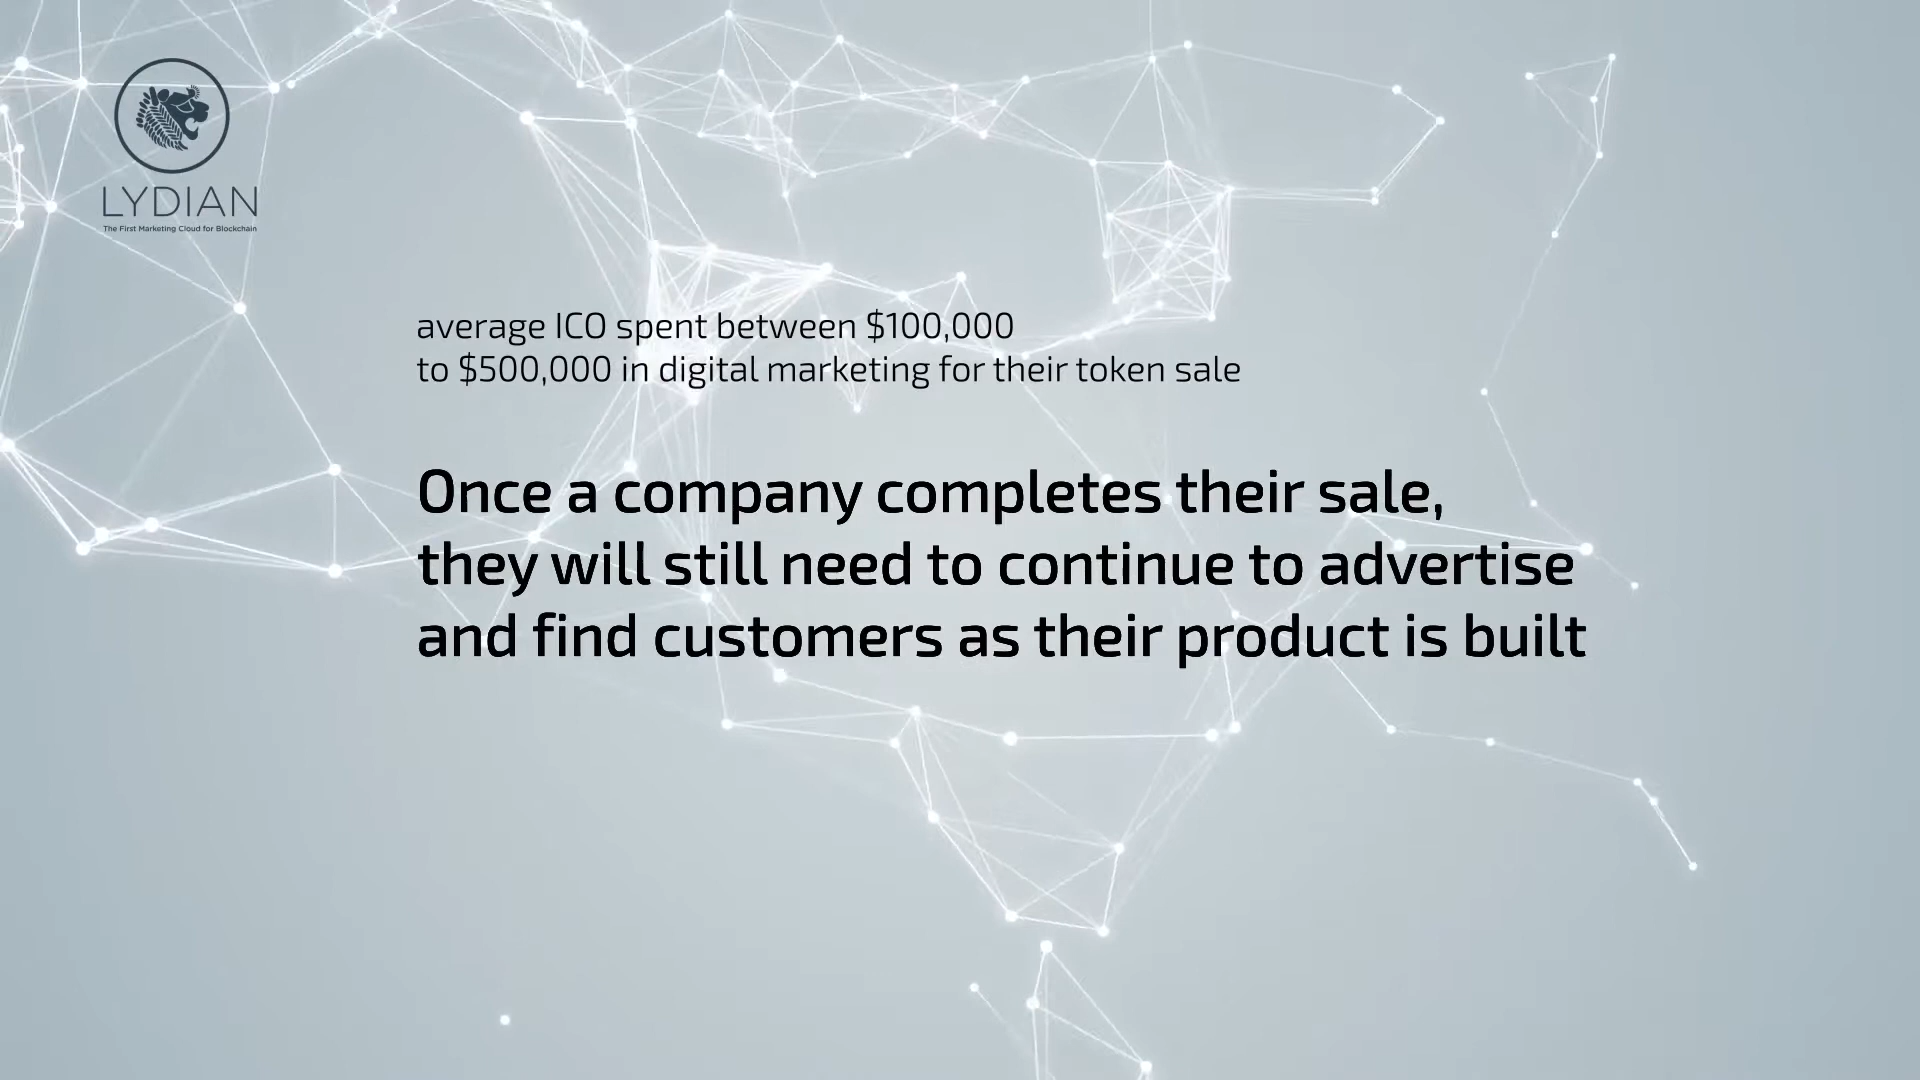 LYDIAN
The First Marketing Cloud for Blockchain
average ICO spent between $100,000
to $500,000 in digital marketing for their token sale
Once a company completes their sale,
they will still need to continue to advertise
and find customers as their product is built